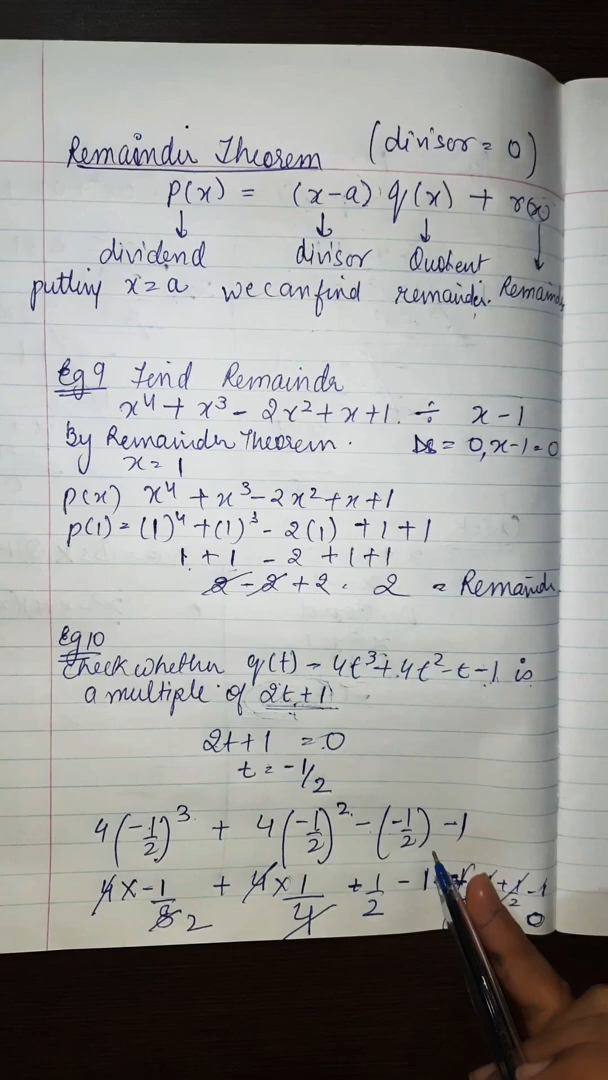 Remainder Theorem (divisor = 0)
P(x) = (x-a) q(x) + r(x)
dividend divisor Quotient
putting x = a we can find remainder. Remaind
Eg 9 Find Remaindr
x⁴ + x³ - 2x² + x + 1 ÷ x - 1
By Remainder Theorem. = 0, x-1=0
x = 1
P(x) x⁴ + x³ - 2x² + x + 1
P(1) = (1)⁴ + (1)³ - 2(1) + 1 + 1
1 + 1 - 2 + 1 + 1
2 - 2 + 2 . 2 = Remaindr
Eg 10
Check whether q(t) = 4t³ + 4t² - t - 1 is
a multiple of 2t + 1
2t + 1 = 0
t = -1/2
4(-1/2)³ + 4(-1/2)² - (-1/2) - 1
4 x -1/8 2 + 4 x 1/4 + 1/2 - 1
0